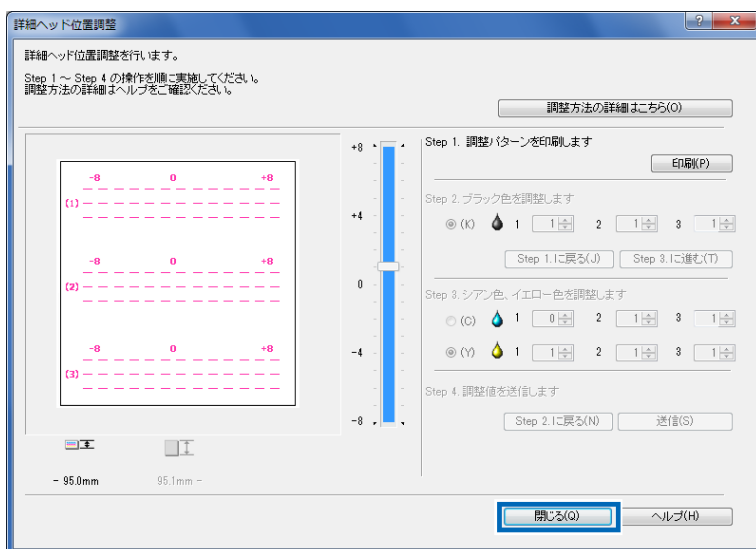 詳細ヘッド位置調整
詳細ヘッド位置調整を行います。
Step 1 ~ Step 4 の操作を順に実施してください。
調整方法の詳細はヘルプをご確認ください。
調整方法の詳細はこちら(O)
-8 0 +8
(1)
-8 0 +8
(2)
-8 0 +8
(3)
- 95.0mm
95.1mm -
+8
+4
0
-4
-8
Step 1. 調整パターンを印刷します
印刷(P)
Step 2. ブラック色を調整します
(K) 1 1 2 1 3 1
Step 1.に戻る(J) Step 3.に進む(T)
Step 3. シアン色、イエロー色を調整します
(C) 1 0 2 1 3 1
(Y) 1 1 2 1 3 1
Step 4. 調整値を送信します
Step 2.に戻る(N) 送信(S)
閉じる(Q) ヘルプ(H)